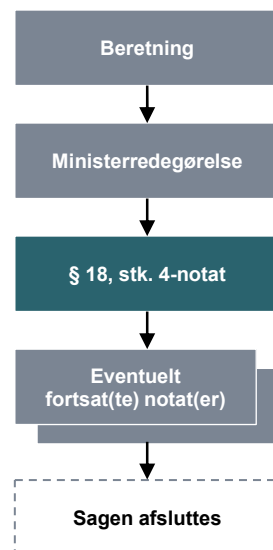 Beretning
Ministerredegørelse
§ 18, stk. 4-notat
Eventuelt
fortsat(te) notat(er)
Sagen afsluttes